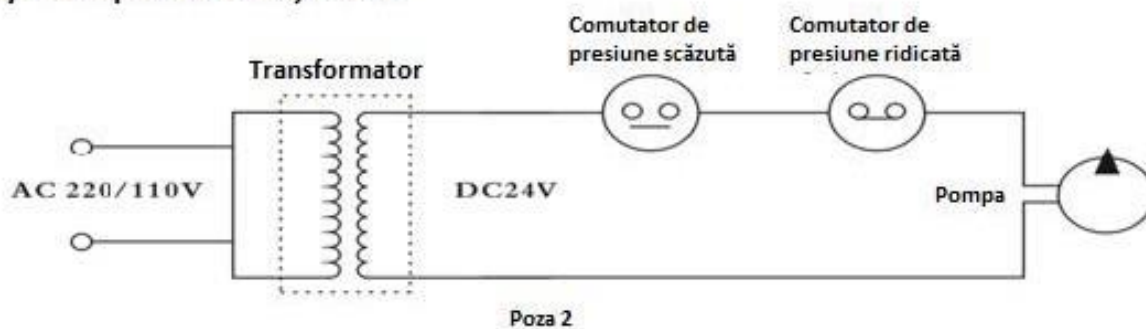 Comutator de
presiune scăzută
Comutator de
presiune ridicată
Transformator
AC 220/110V
DC24V
Pompa
Poza 2